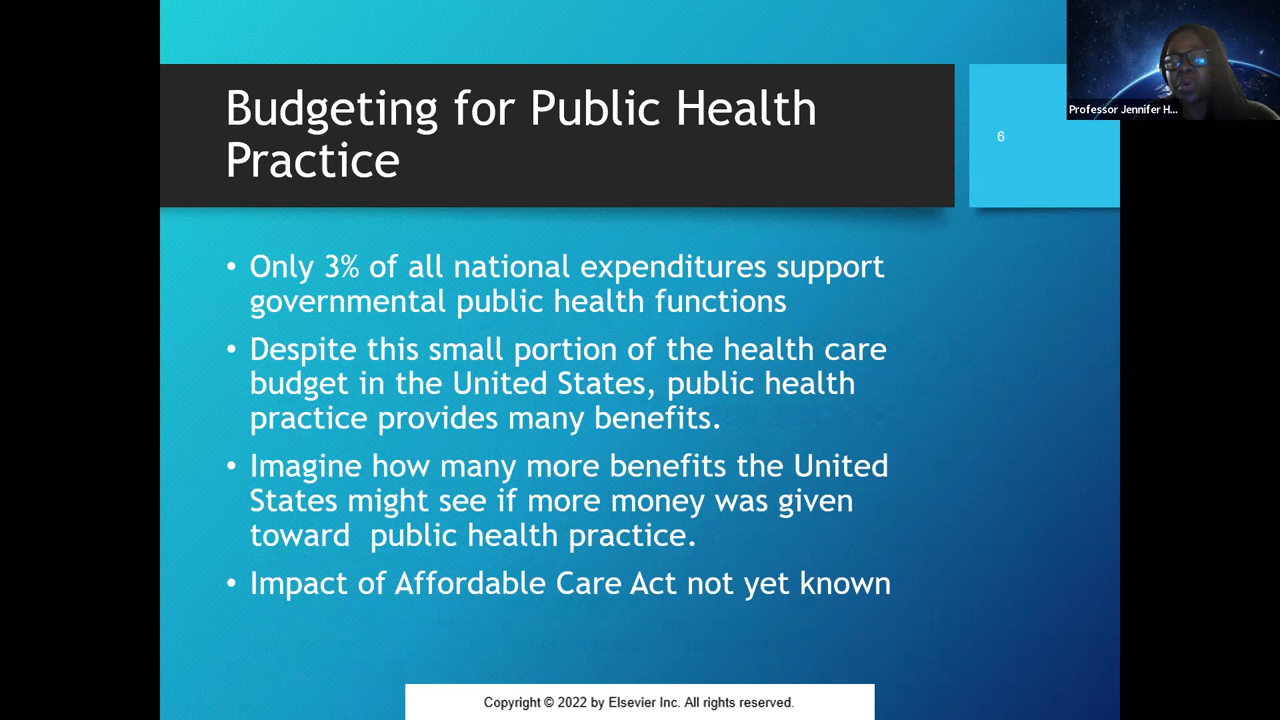 Budgeting for Public Health
Practice
6
Professor Jennifer H...
• Only 3% of all national expenditures support
governmental public health functions
• Despite this small portion of the health care
budget in the United States, public health
practice provides many benefits.
• Imagine how many more benefits the United
States might see if more money was given
toward  public health practice.
• Impact of Affordable Care Act not yet known
Copyright © 2022 by Elsevier Inc. All rights reserved.